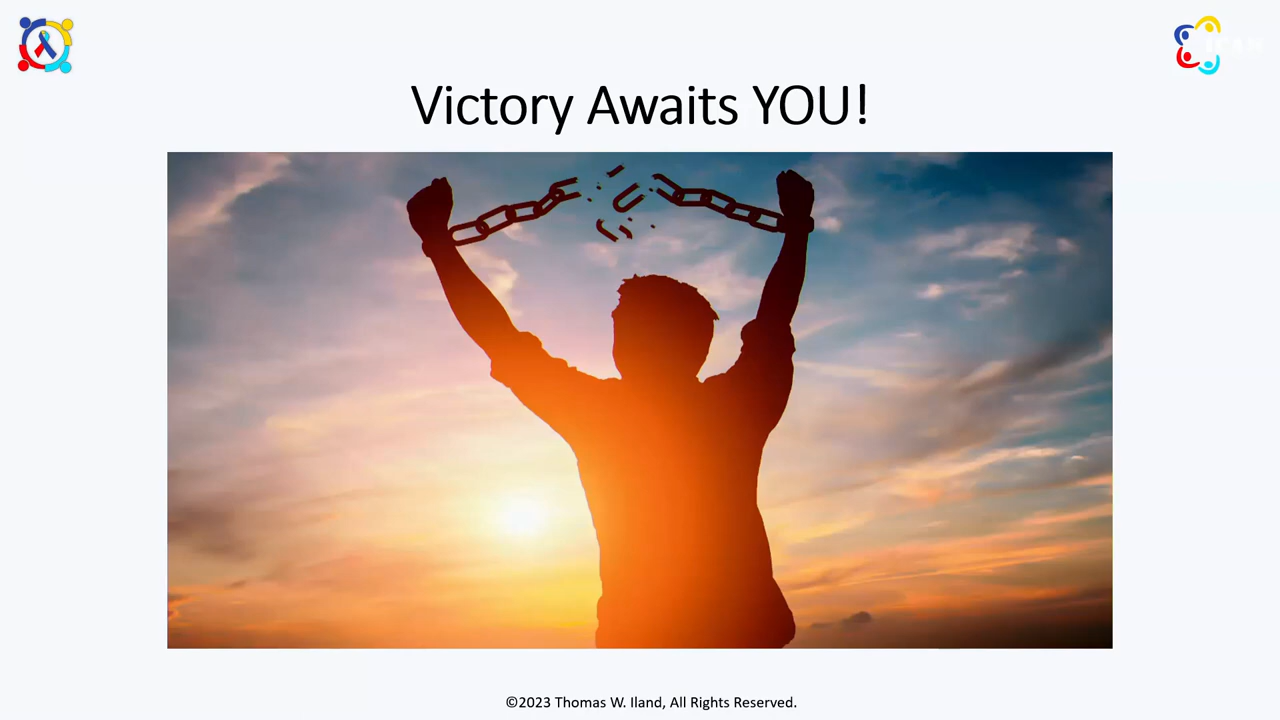 Victory Awaits YOU!
©2023 Thomas W. Iland, All Rights Reserved.